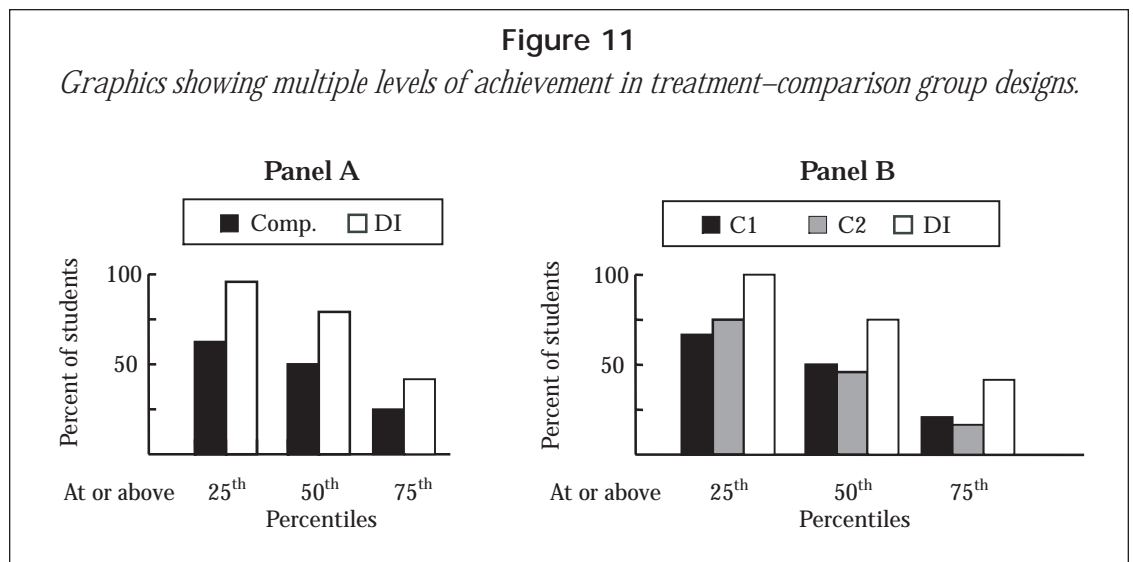 Figure 11
Graphics showing multiple levels of achievement in treatment–comparison group designs.
Panel A
Comp. DI
Percent of students
100
50
At or above 25th 50th 75th
Percentiles
Panel B
C1 C2 DI
Percent of students
100
50
At or above 25th 50th 75th
Percentiles